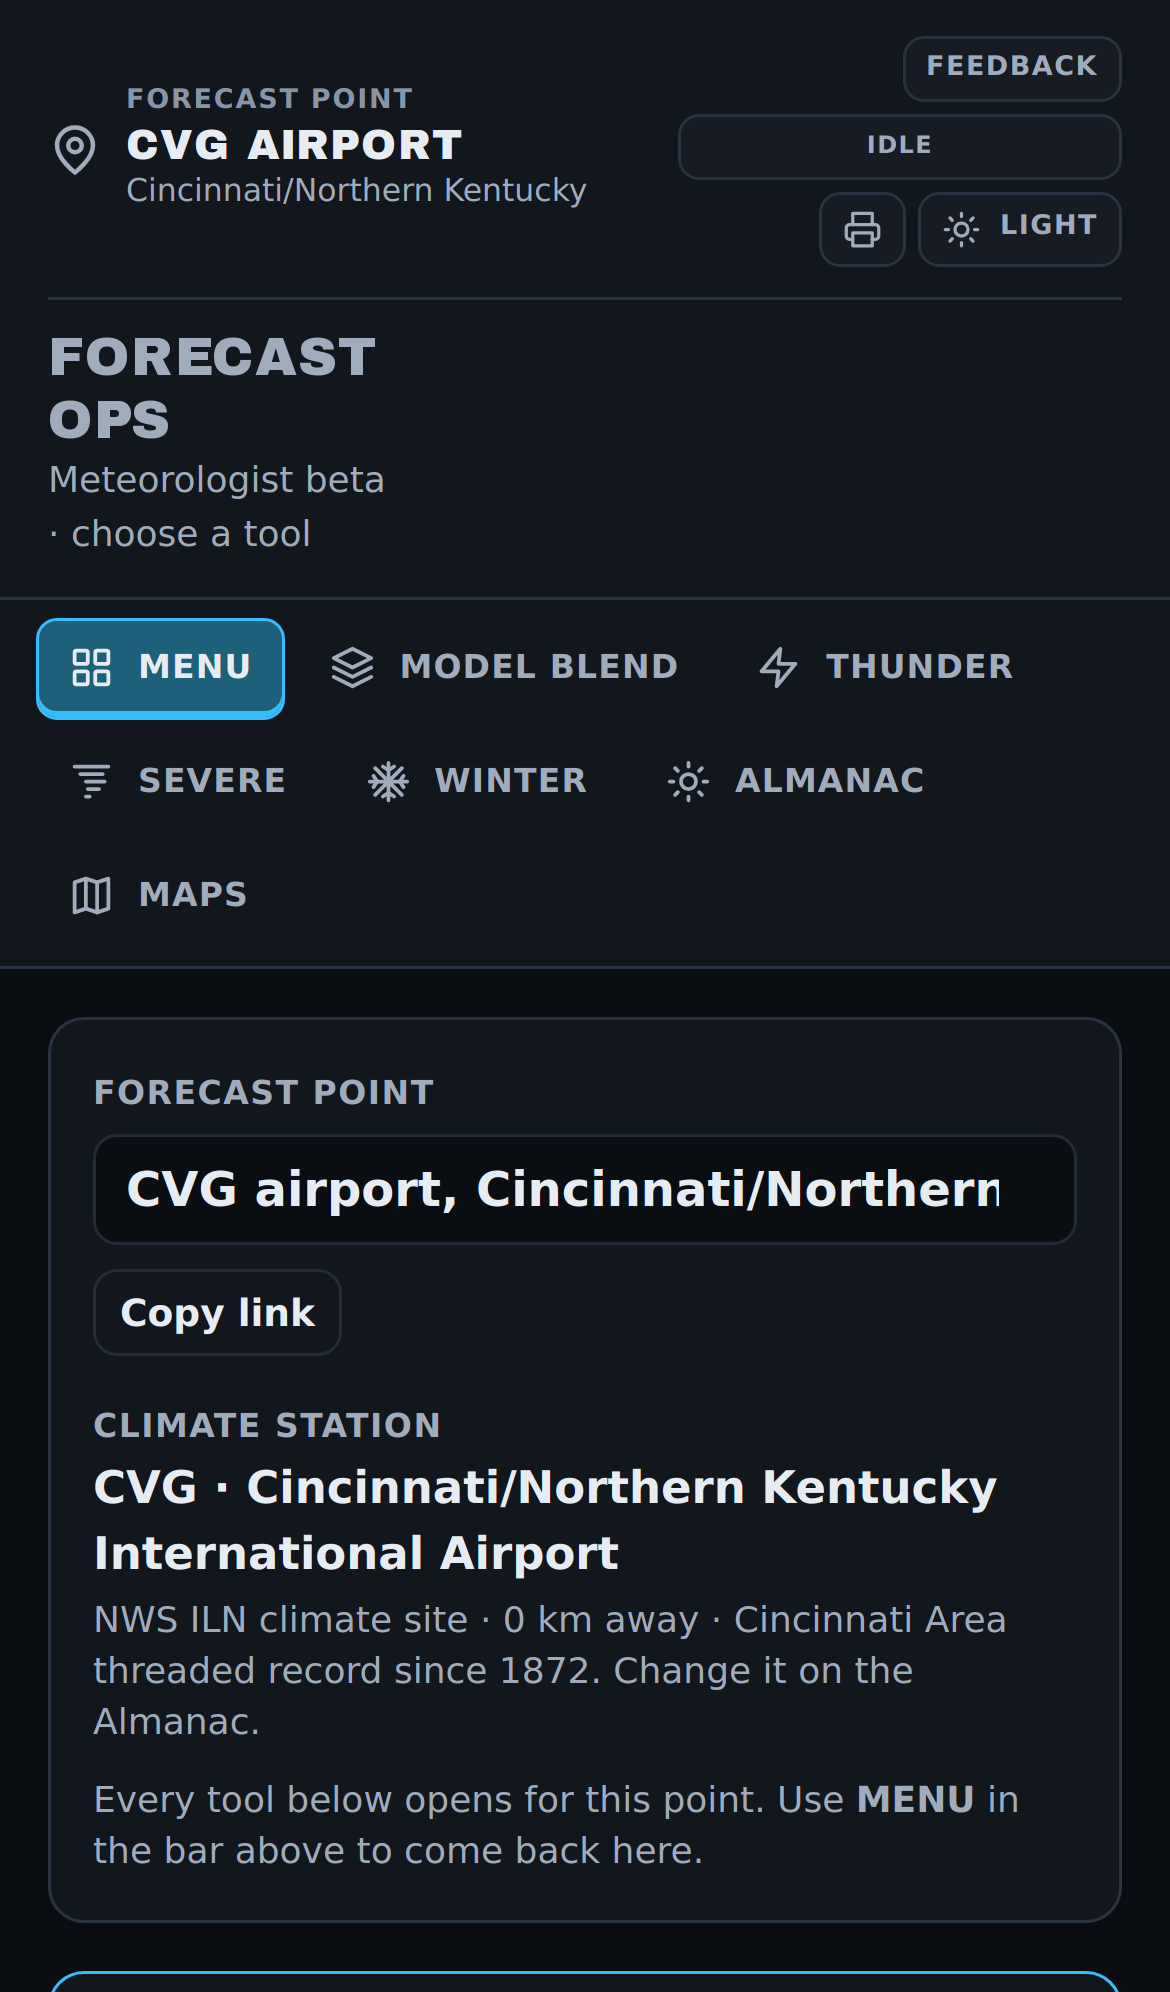 FEEDBACK
FORECAST POINT
CVG AIRPORT
Cincinnati/Northern Kentucky
IDLE
LIGHT
FORECAST
OPS
Meteorologist beta
· choose a tool
MENU
MODEL BLEND
THUNDER
SEVERE
WINTER
ALMANAC
MAPS
FORECAST POINT
CVG airport, Cincinnati/Northern
Copy link
CLIMATE STATION
CVG · Cincinnati/Northern Kentucky
International Airport
NWS ILN climate site · 0 km away · Cincinnati Area
threaded record since 1872. Change it on the
Almanac.
Every tool below opens for this point. Use MENU in
the bar above to come back here.